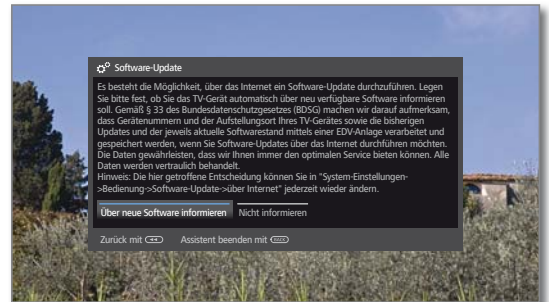 Software-Update
Es besteht die Möglichkeit, über das Internet ein Software-Update durchzuführen. Legen
Sie bitte fest, ob Sie das TV-Gerät automatisch über neu verfügbare Software informieren
soll. Gemäß § 33 des Bundesdatenschutzgesetzes (BDSG) machen wir darauf aufmerksam,
dass Gerätenummern und der Aufstellungsort Ihres TV-Gerätes sowie die bisherigen
Updates und der jeweils aktuelle Softwarestand mittels einer EDV-Anlage verarbeitet und
gespeichert werden, wenn Sie Software-Updates über das Internet durchführen möchten.
Die Daten gewährleisten, dass wir Ihnen immer den optimalen Service bieten können. Alle
Daten werden vertraulich behandelt.
Hinweis: Die hier getroffene Entscheidung können Sie in "System-Einstellungen-
>Bedienung->Software-Update->über Internet" jederzeit wieder ändern.
Über neue Software informieren Nicht informieren
Zurück mit Assistent beenden mit